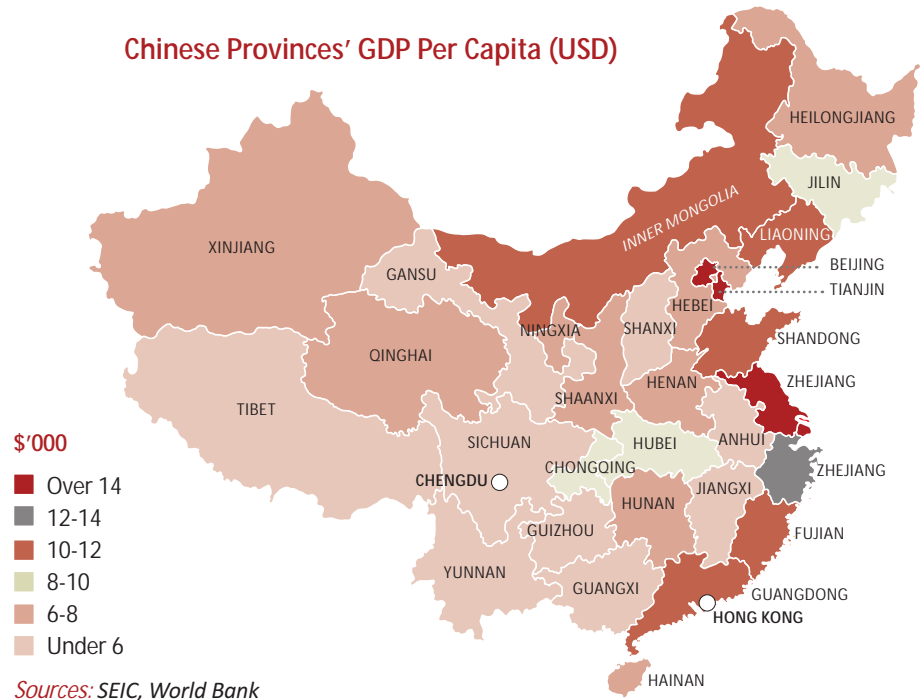 Chinese Provinces' GDP Per Capita (USD)
HEILONGJIANG
JILIN
INNER MONGOLIA
LIAONING
XINJIANG
BEIJING
GANSU
TIANJIN
HEBEI
NINGXIA
SHANXI
SHANDONG
QINGHAI
HENAN
ZHEJIANG
SHAANXI
TIBET
SICHUAN
HUBEI
ANHUI
CHONGQING
ZHEJIANG
CHENGDU
JIANGXI
HUNAN
GUIZHOU
FUJIAN
YUNNAN
GUANGXI
GUANGDONG
HONG KONG
HAINAN
$'000
Over 14
12-14
10-12
8-10
6-8
Under 6
Sources: SEIC, World Bank